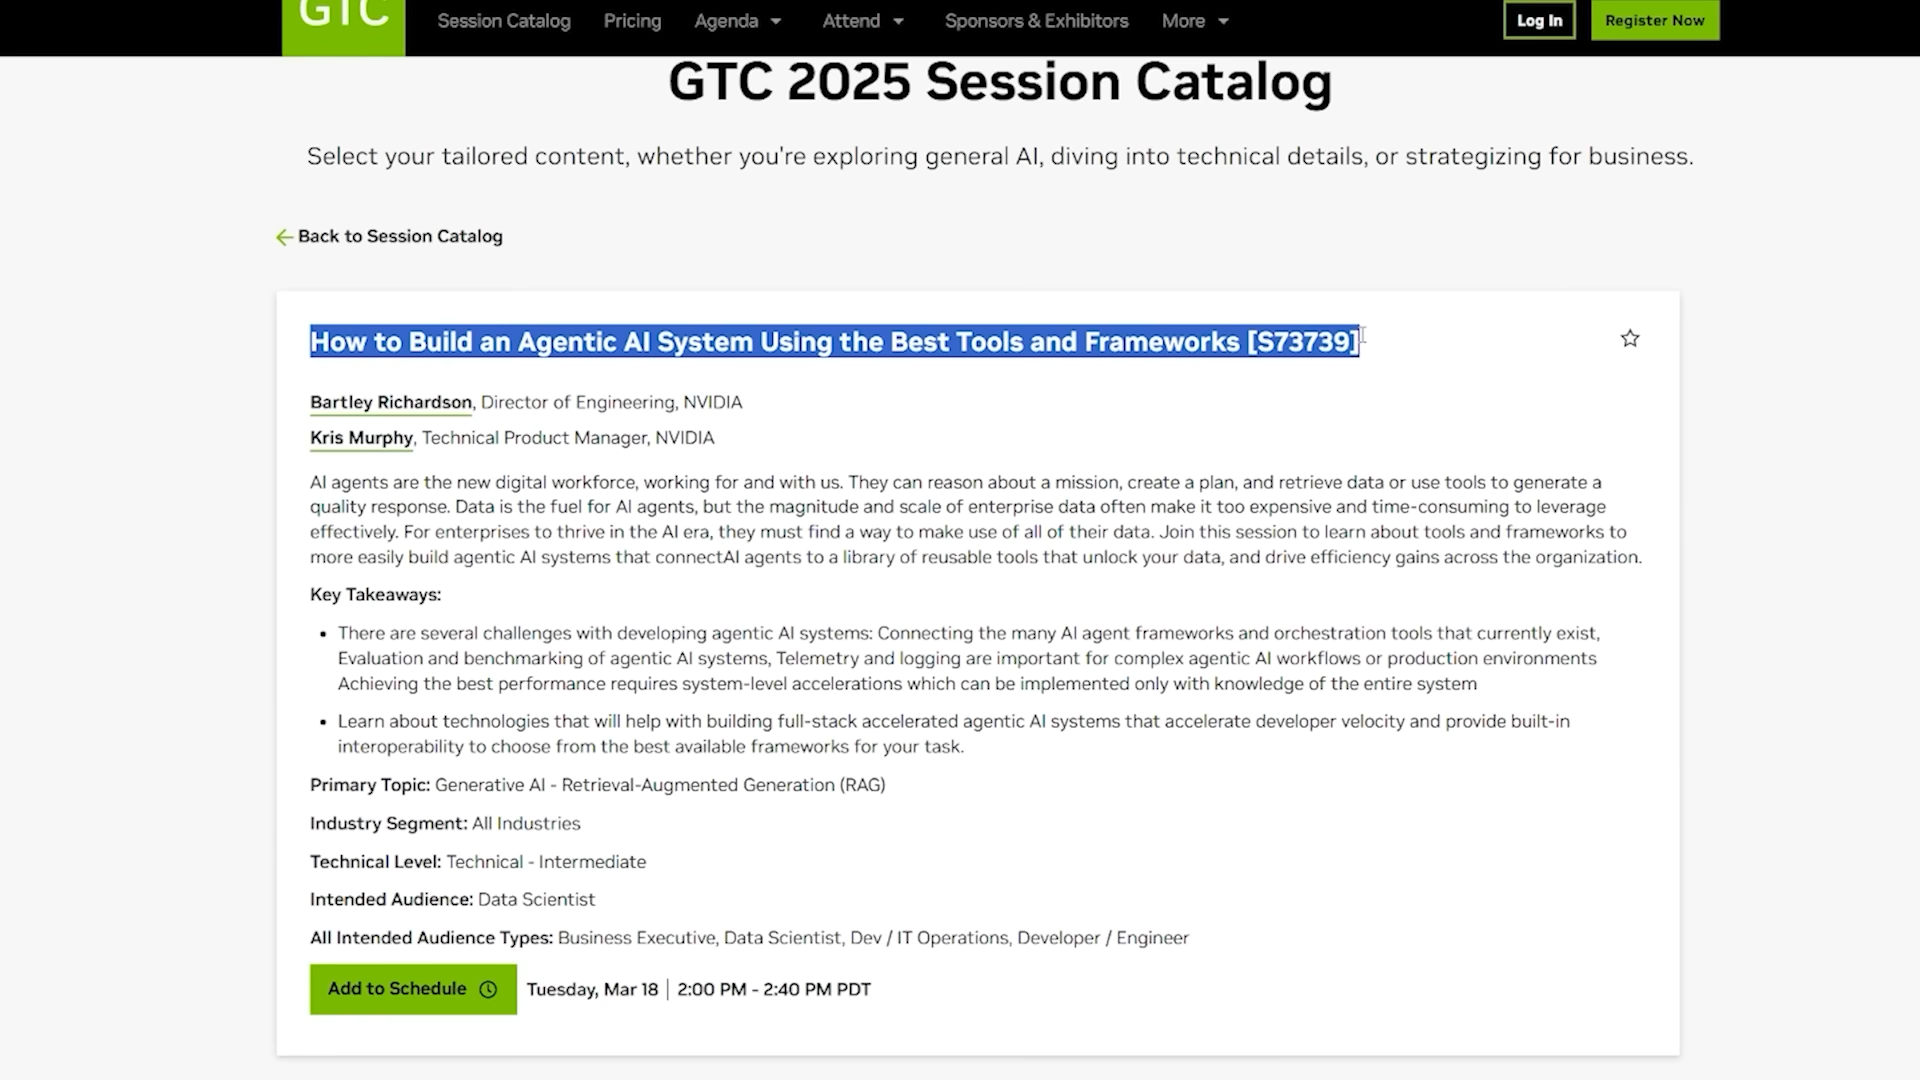 GTC
Session Catalog
Pricing
Agenda
Attend
Sponsors & Exhibitors
More
Log In
Register Now
GTC 2025 Session Catalog
Select your tailored content, whether you're exploring general AI, diving into technical details, or strategizing for business.
Back to Session Catalog
How to Build an Agentic AI System Using the Best Tools and Frameworks [S73739]
Bartley Richardson, Director of Engineering, NVIDIA
Kris Murphy, Technical Product Manager, NVIDIA
AI agents are the new digital workforce, working for and with us. They can reason about a mission, create a plan, and retrieve data or use tools to generate a
quality response. Data is the fuel for AI agents, but the magnitude and scale of enterprise data often make it too expensive and time-consuming to leverage
effectively. For enterprises to thrive in the AI era, they must find a way to make use of all of their data. Join this session to learn about tools and frameworks to
more easily build agentic AI systems that connectAI agents to a library of reusable tools that unlock your data, and drive efficiency gains across the organization.
Key Takeaways:
• There are several challenges with developing agentic AI systems: Connecting the many AI agent frameworks and orchestration tools that currently exist,
Evaluation and benchmarking of agentic AI systems, Telemetry and logging are important for complex agentic AI workflows or production environments
Achieving the best performance requires system-level accelerations which can be implemented only with knowledge of the entire system
• Learn about technologies that will help with building full-stack accelerated agentic AI systems that accelerate developer velocity and provide built-in
interoperability to choose from the best available frameworks for your task.
Primary Topic: Generative AI - Retrieval-Augmented Generation (RAG)
Industry Segment: All Industries
Technical Level: Technical - Intermediate
Intended Audience: Data Scientist
All Intended Audience Types: Business Executive, Data Scientist, Dev / IT Operations, Developer / Engineer
Add to Schedule
Tuesday, Mar 18 | 2:00 PM - 2:40 PM PDT